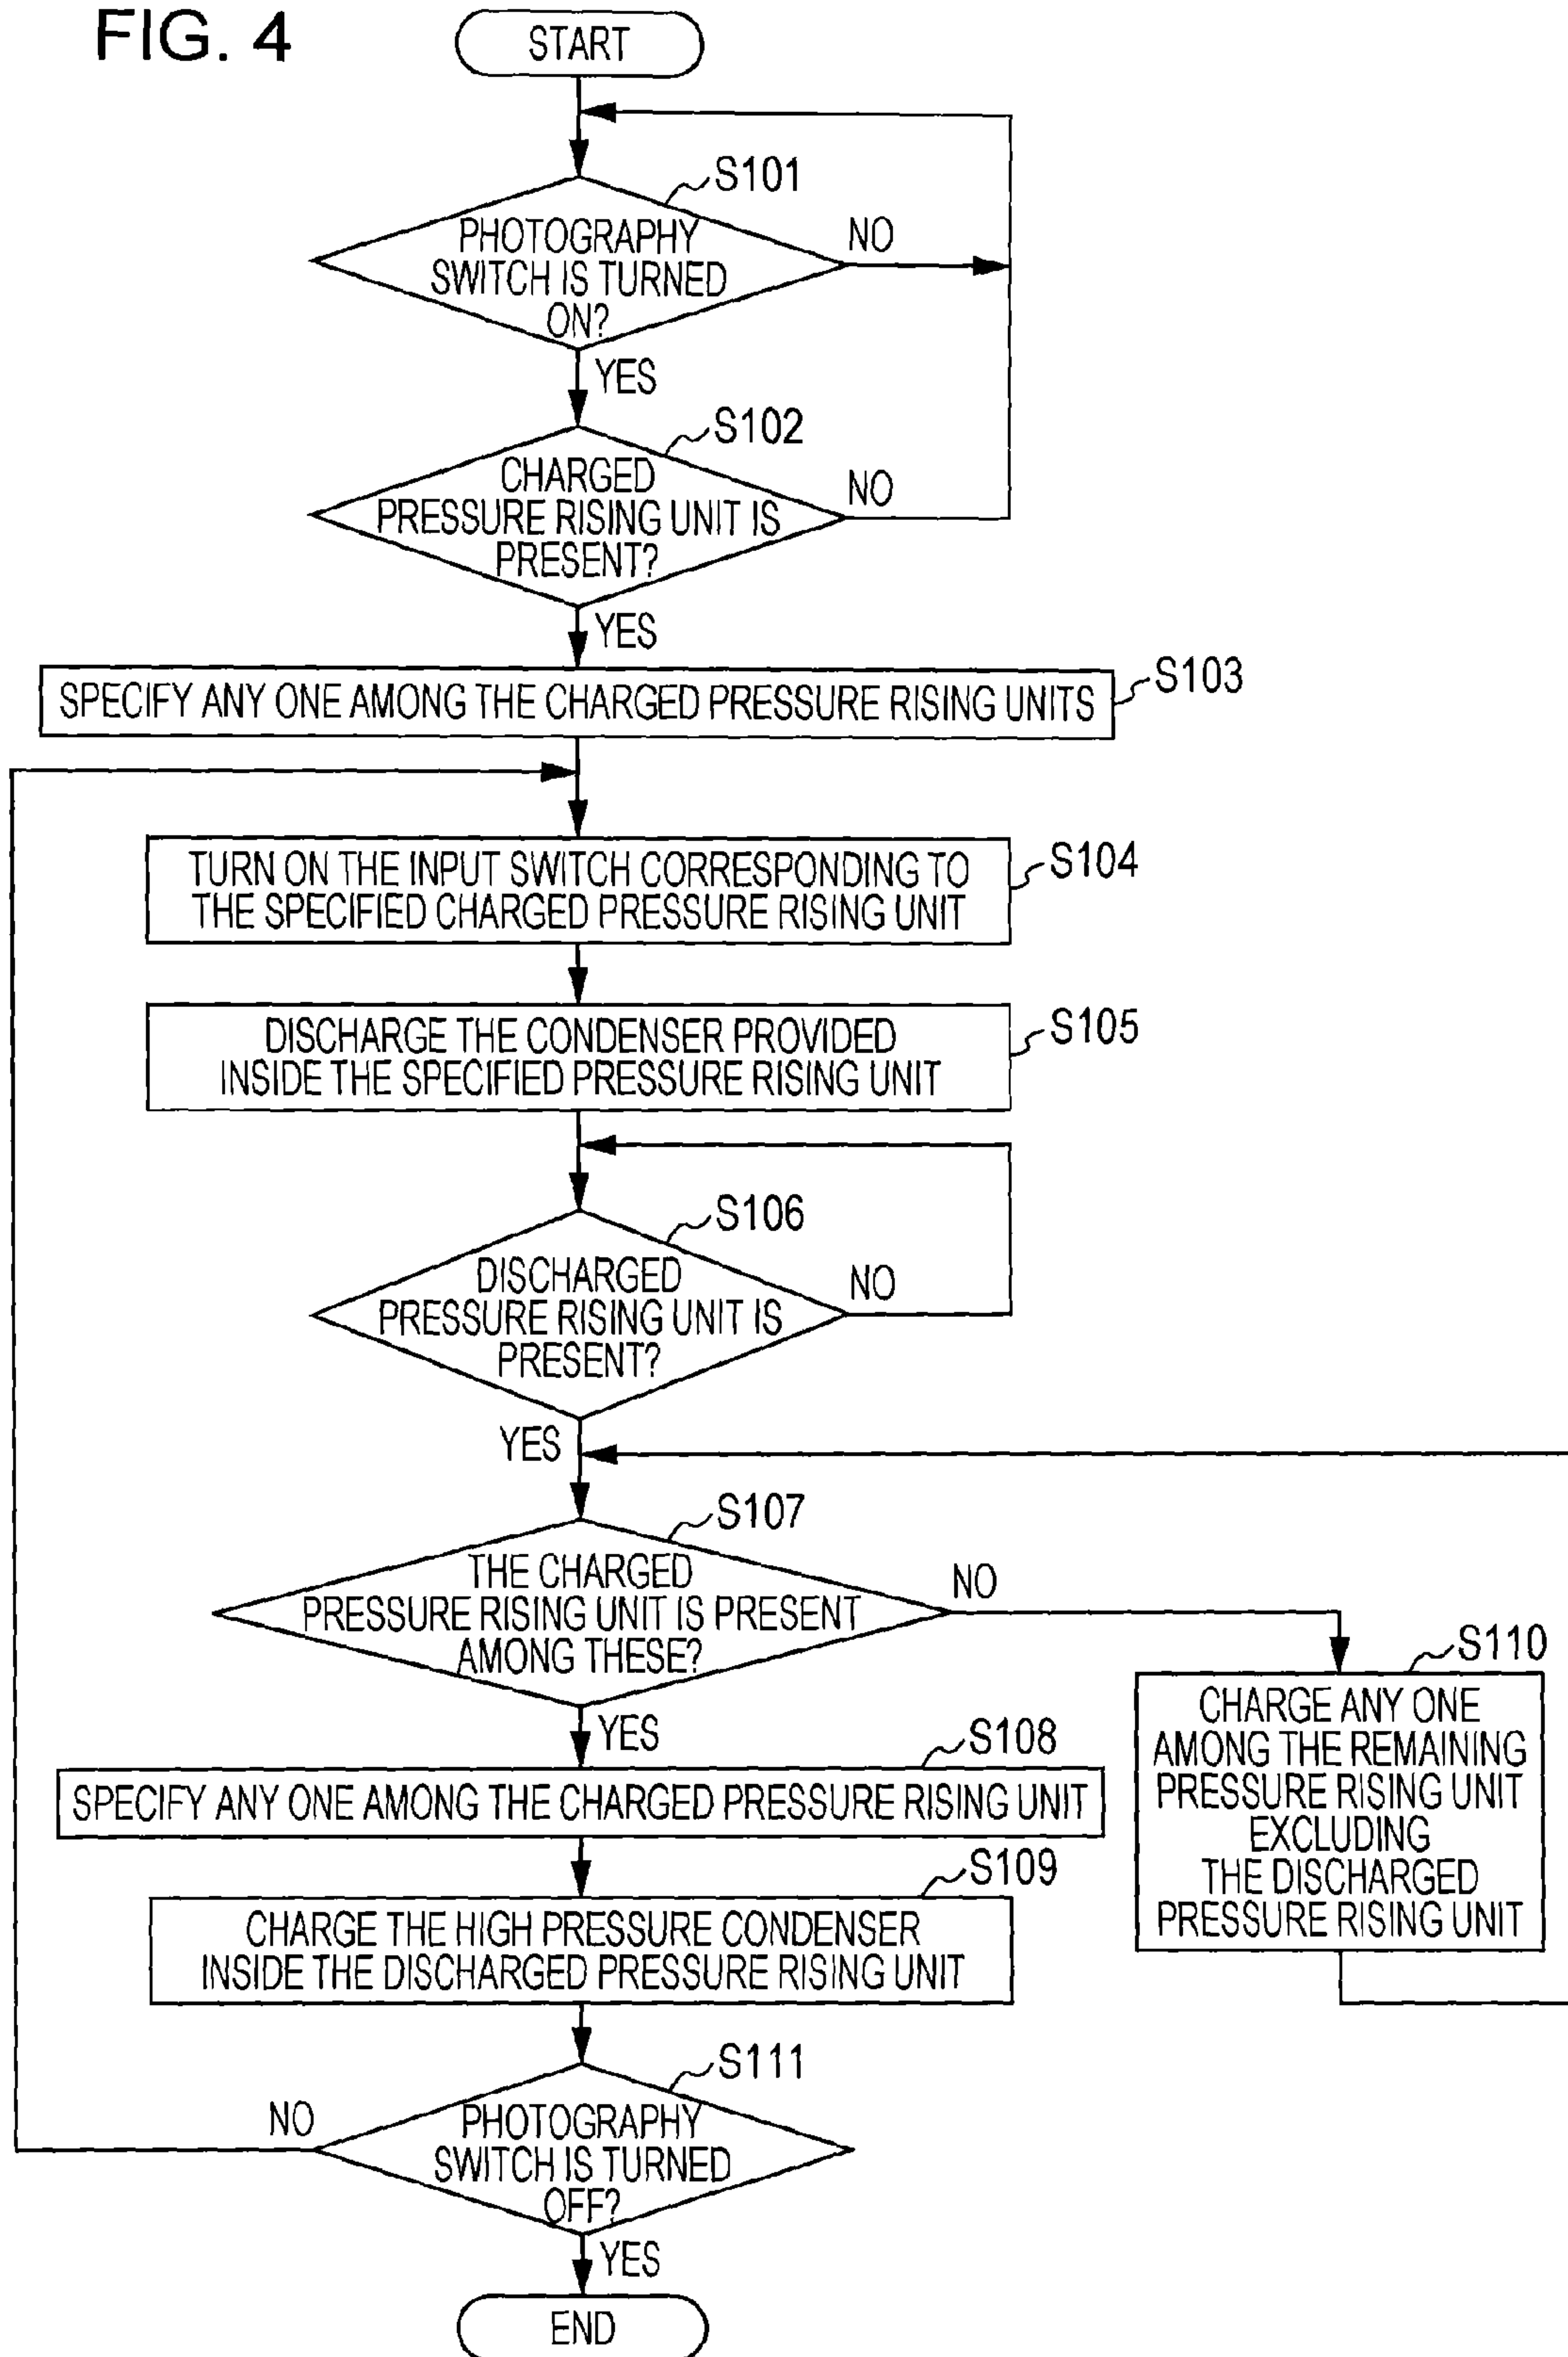 FIG. 4
START
S101
PHOTOGRAPHY
SWITCH IS TURNED
ON?
NO
YES
S102
CHARGED
PRESSURE RISING UNIT IS
PRESENT?
NO
YES
S103
SPECIFY ANY ONE AMONG THE CHARGED PRESSURE RISING UNITS
S104
TURN ON THE INPUT SWITCH CORRESPONDING TO
THE SPECIFIED CHARGED PRESSURE RISING UNIT
S105
DISCHARGE THE CONDENSER PROVIDED
INSIDE THE SPECIFIED PRESSURE RISING UNIT
S106
DISCHARGED
PRESSURE RISING UNIT IS
PRESENT?
NO
YES
S107
THE CHARGED
PRESSURE RISING UNIT IS PRESENT
AMONG THESE?
NO
YES
S110
CHARGE ANY ONE
AMONG THE REMAINING
PRESSURE RISING UNIT
EXCLUDING
THE DISCHARGED
PRESSURE RISING UNIT
S108
SPECIFY ANY ONE AMONG THE CHARGED PRESSURE RISING UNIT
S109
CHARGE THE HIGH PRESSURE CONDENSER
INSIDE THE DISCHARGED PRESSURE RISING UNIT
S111
PHOTOGRAPHY
SWITCH IS TURNED
OFF?
NO
YES
END